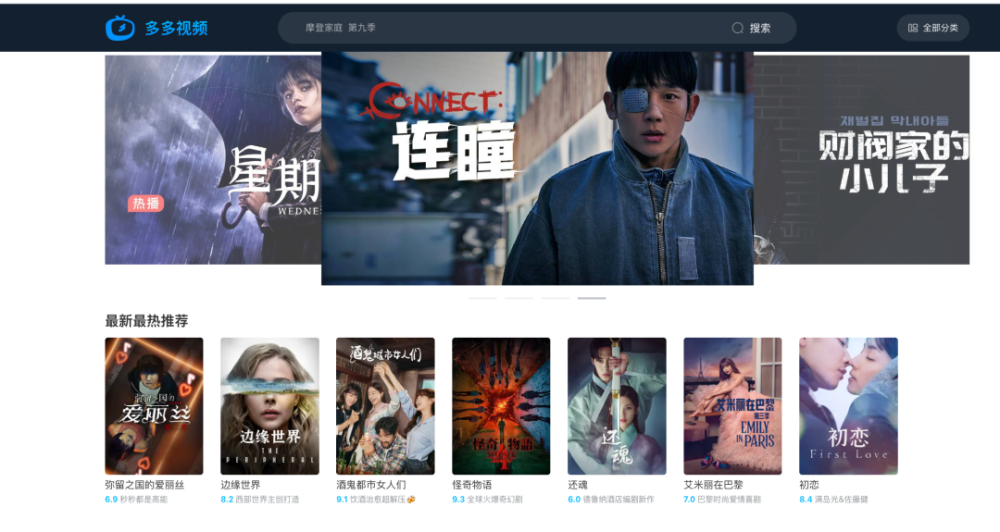 多多视频
摩登家庭 第九季
搜索
全部分类
热播
星期
WEDNES
CONNECT:
连瞳
재벌집 막내아들
财阀家的
小儿子
最新最热推荐
弥留之国的
爱丽丝
边缘世界
THE
PERIPHERAL
酒鬼都市女人们
怪奇物语
还魂
艾米丽在巴黎
第三季
EMILY
IN PARIS
初恋
First Love
弥留之国的爱丽丝
边缘世界
酒鬼都市女人们
怪奇物语
还魂
艾米丽在巴黎
初恋
6.9 秒秒都是高能
8.2 西部世界主创打造
9.1 饮酒治愈超解压
9.3 全球火爆奇幻剧
6.0 德鲁纳酒店编剧新作
7.0 巴黎时尚爱情喜剧
8.4 满岛光&佐藤健